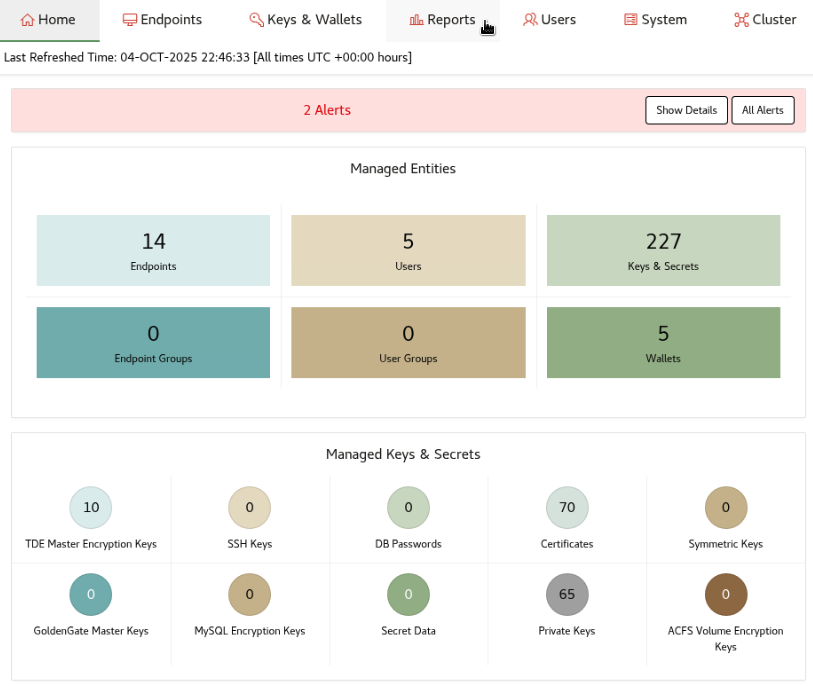 Home Endpoints Keys & Wallets Reports Users System Cluster
Last Refreshed Time: 04-OCT-2025 22:46:33 [All times UTC +00:00 hours]
2 Alerts Show Details All Alerts
Managed Entities
14 5 227
Endpoints Users Keys & Secrets
0 0 5
Endpoint Groups User Groups Wallets
Managed Keys & Secrets
10 0 0 70 0
TDE Master Encryption Keys SSH Keys DB Passwords Certificates Symmetric Keys
0 0 0 65 0
GoldenGate Master Keys MySQL Encryption Keys Secret Data Private Keys ACFS Volume Encryption
Keys